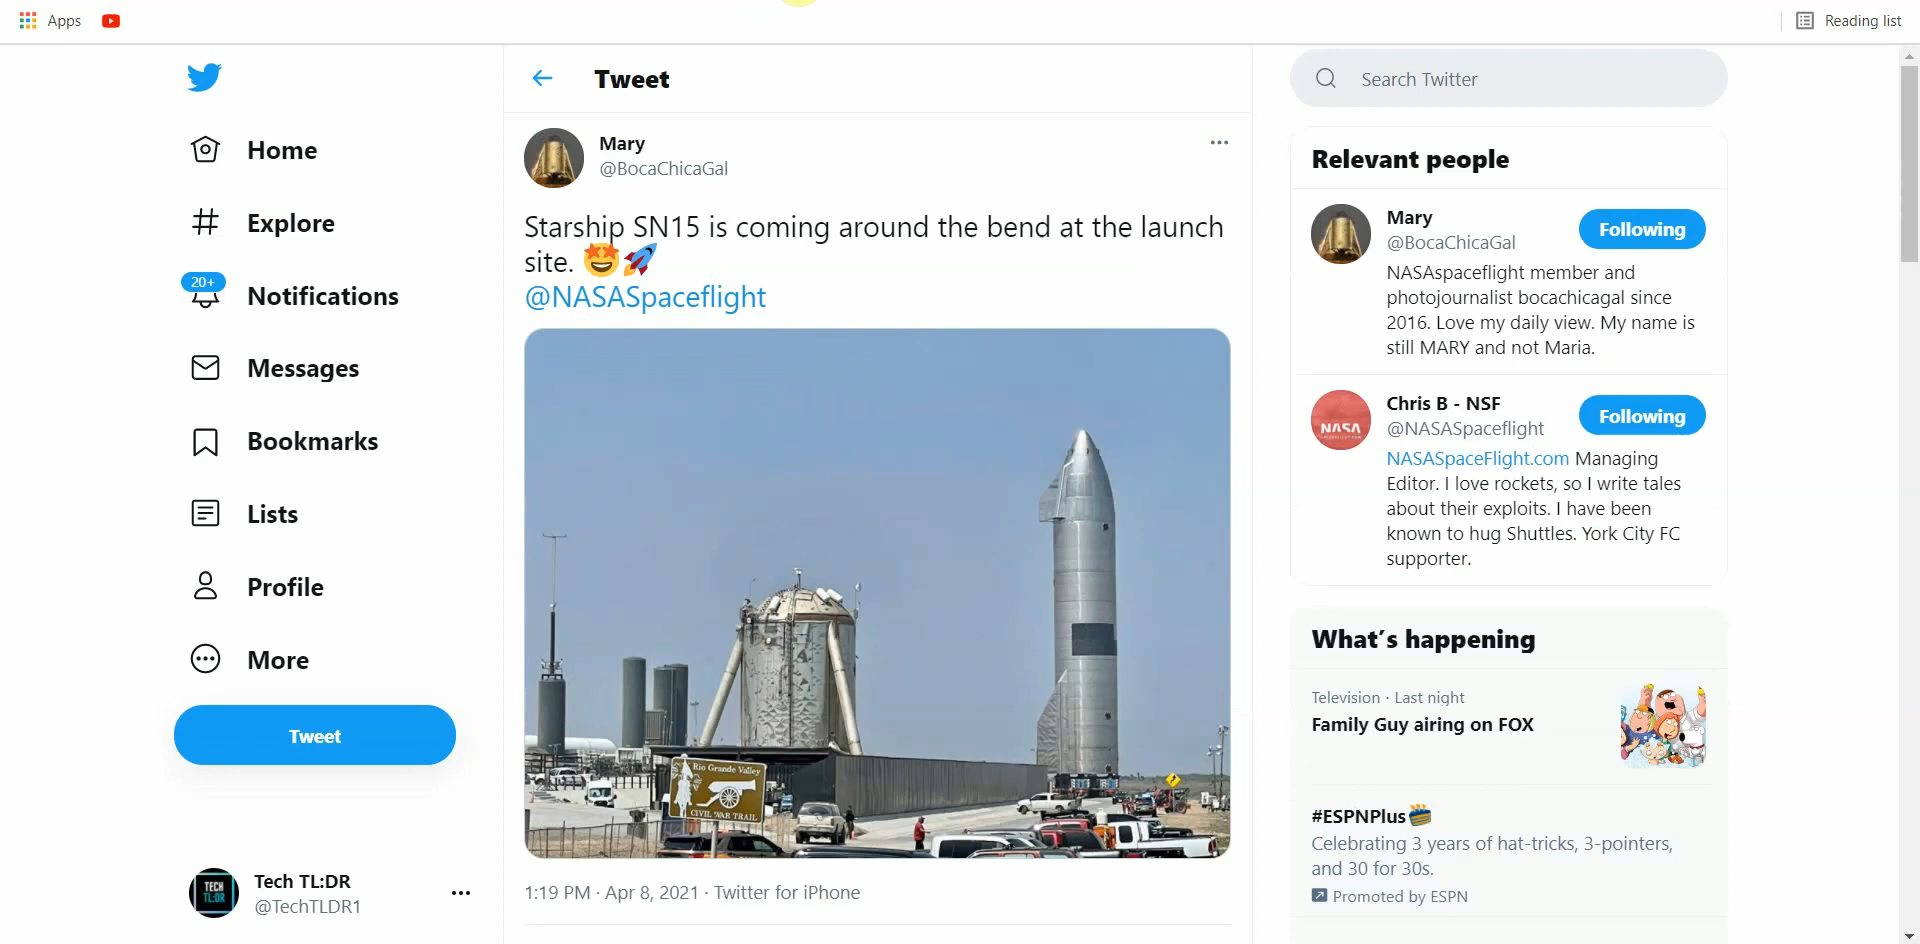 Apps
Reading list
Tweet
Search Twitter
Home
Explore
20+
Notifications
Messages
Bookmarks
Lists
Profile
More
Tweet
Tech TL:DR
@TechTLDR1
TECH
TL:DR
Mary
@BocaChicaGal
Starship SN15 is coming around the bend at the launch
site. 🤩🚀
@NASASpaceflight
Rio Grande Valley
CIVIL WAR TRAIL
1:19 PM · Apr 8, 2021 · Twitter for iPhone
Relevant people
Mary
@BocaChicaGal
Following
NASAspaceflight member and
photojournalist bocachicagal since
2016. Love my daily view. My name is
still MARY and not Maria.
NASA
Chris B - NSF
@NASASpaceflight
Following
NASASpaceFlight.com Managing
Editor. I love rockets, so I write tales
about their exploits. I have been
known to hug Shuttles. York City FC
supporter.
What's happening
Television · Last night
Family Guy airing on FOX
#ESPNPlus
Celebrating 3 years of hat-tricks, 3-pointers,
and 30 for 30s.
Promoted by ESPN